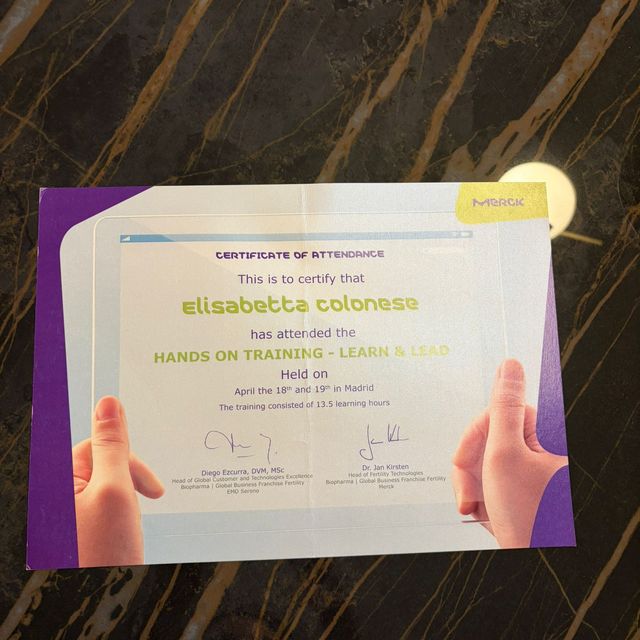 MERCK
CERTIFICATE OF ATTENDANCE
This is to certify that
Elisabetta Colonese
has attended the
HANDS ON TRAINING - LEARN & LEAD
Held on
April the 18th and 19th in Madrid
The training consisted of 13.5 learning hours
Diego Ezcurra, DVM, MSc
Head of Global Customer and Technologies Excellence
Biopharma | Global Business Franchise Fertility
EMD Serono
Dr. Jan Kirsten
Head of Fertility Technologies
Biopharma | Global Business Franchise Fertility
Merck